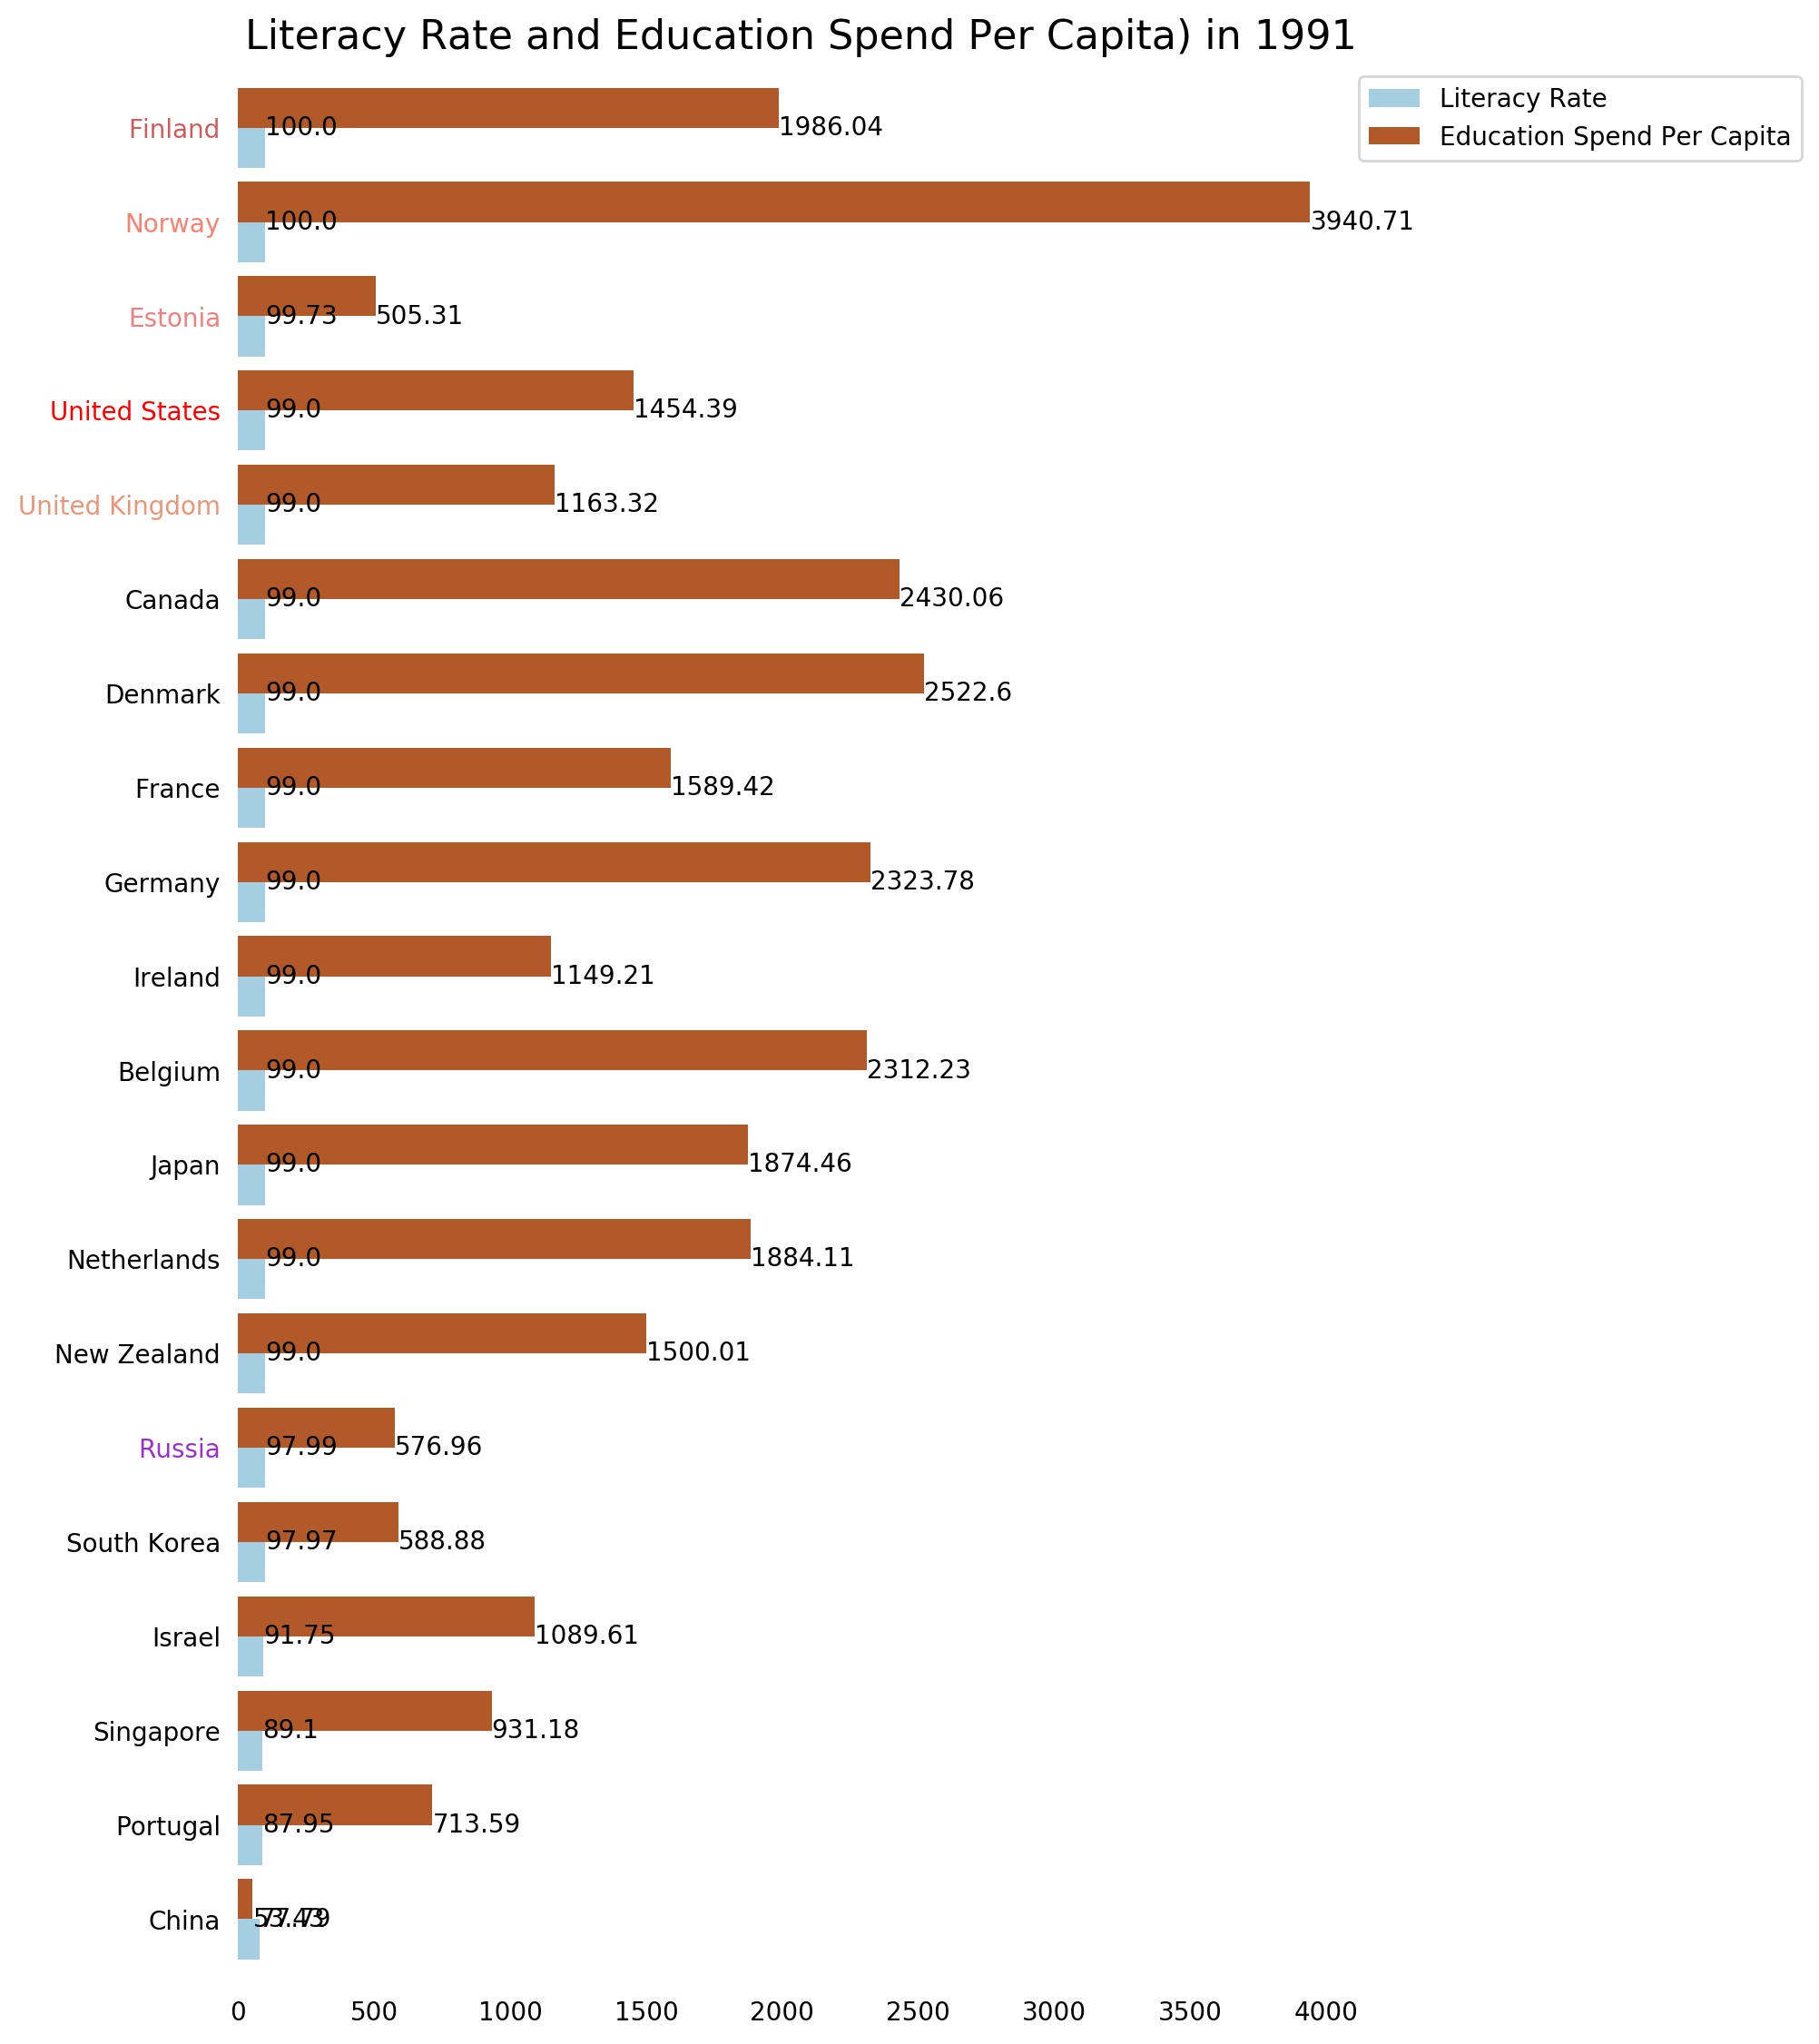 Literacy Rate and Education Spend Per Capita) in 1991
Literacy Rate
Education Spend Per Capita
Finland 100.0 1986.04
Norway 100.0 3940.71
Estonia 99.73 505.31
United States 99.0 1454.39
United Kingdom 99.0 1163.32
Canada 99.0 2430.06
Denmark 99.0 2522.6
France 99.0 1589.42
Germany 99.0 2323.78
Ireland 99.0 1149.21
Belgium 99.0 2312.23
Japan 99.0 1874.46
Netherlands 99.0 1884.11
New Zealand 99.0 1500.01
Russia 97.99 576.96
South Korea 97.97 588.88
Israel 91.75 1089.61
Singapore 89.1 931.18
Portugal 87.95 713.59
China 53.43 77.79
0 500 1000 1500 2000 2500 3000 3500 4000